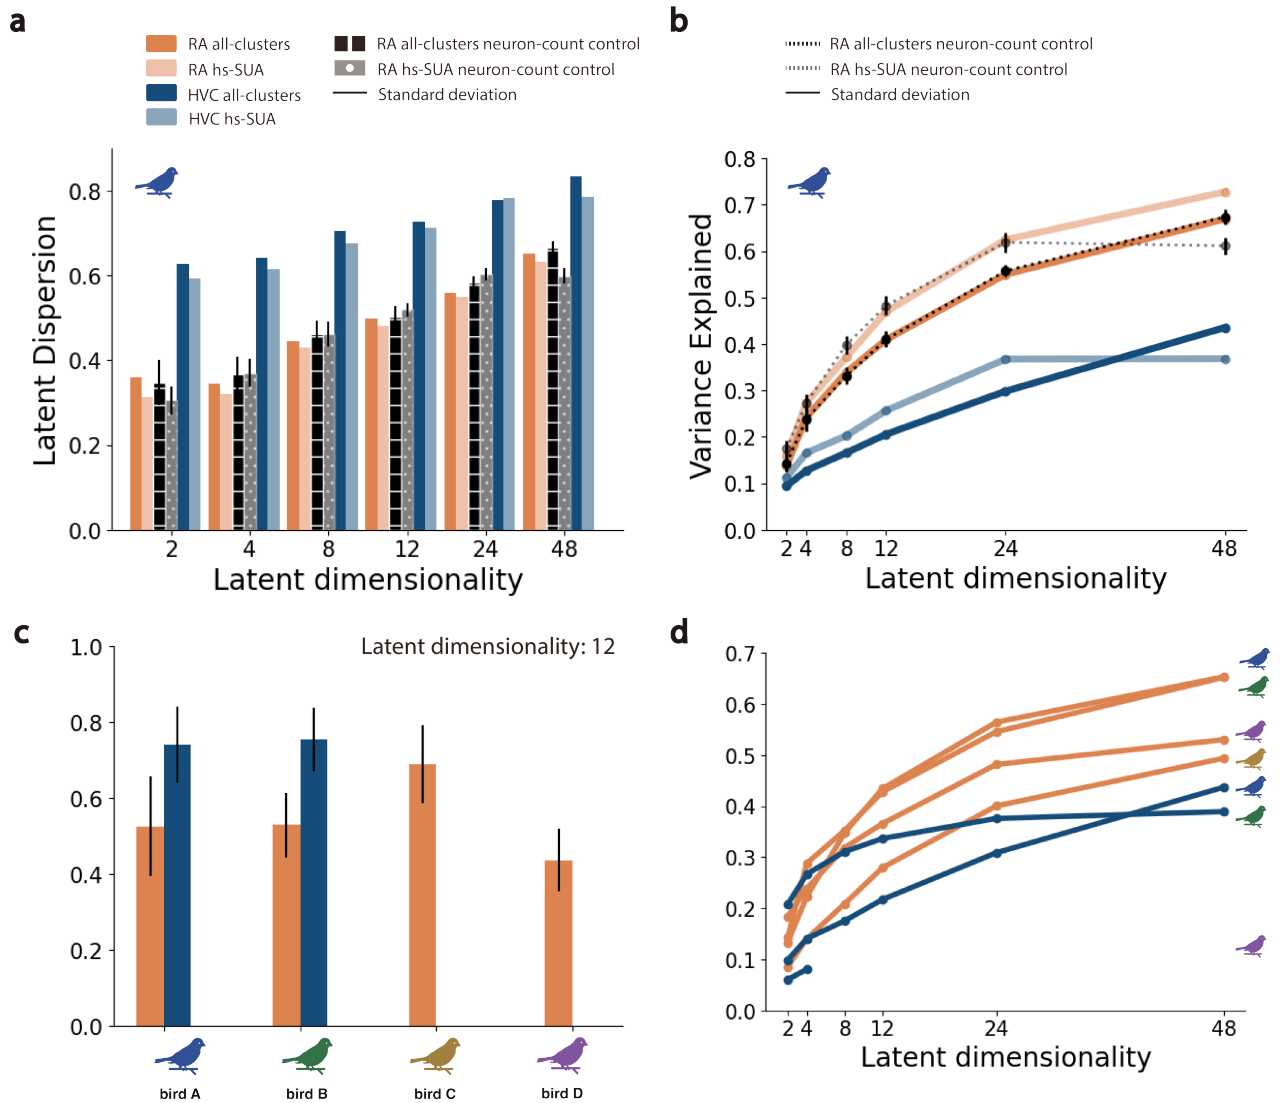 a
RA all-clusters
RA hs-SUA
HVC all-clusters
HVC hs-SUA
RA all-clusters neuron-count control
RA hs-SUA neuron-count control
Standard deviation
Latent Dispersion
0.8
0.6
0.4
0.2
0.0
2 4 8 12 24 48
Latent dimensionality
b
RA all-clusters neuron-count control
RA hs-SUA neuron-count control
Standard deviation
Variance Explained
0.8
0.7
0.6
0.5
0.4
0.3
0.2
0.1
0.0
2 4 8 12 24 48
Latent dimensionality
c
Latent dimensionality: 12
1.0
0.8
0.6
0.4
0.2
0.0
bird A bird B bird C bird D
d
0.7
0.6
0.5
0.4
0.3
0.2
0.1
0.0
2 4 8 12 24 48
Latent dimensionality